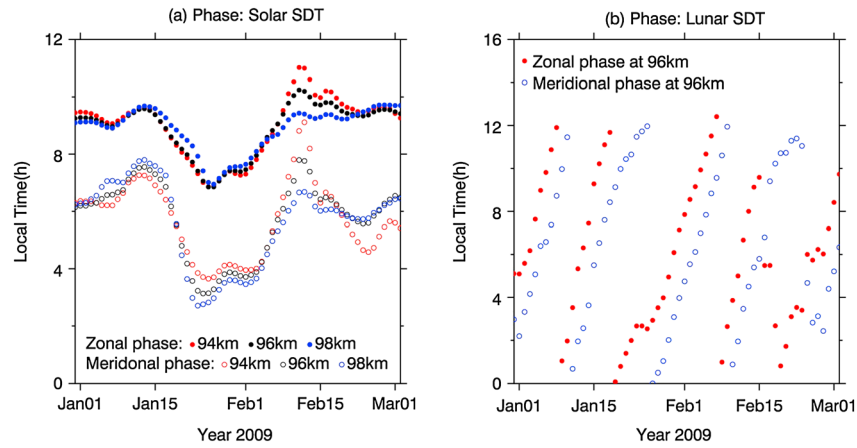 (a) Phase: Solar SDT
12
8
4
0
Local Time(h)
Zonal phase: 94km 96km 98km
Meridional phase: 94km 96km 98km
Jan01 Jan15 Feb1 Feb15 Mar01
Year 2009
(b) Phase: Lunar SDT
16
12
8
4
0
Local Time(h)
Zonal phase at 96km
Meridional phase at 96km
Jan01 Jan15 Feb1 Feb15 Mar01
Year 2009